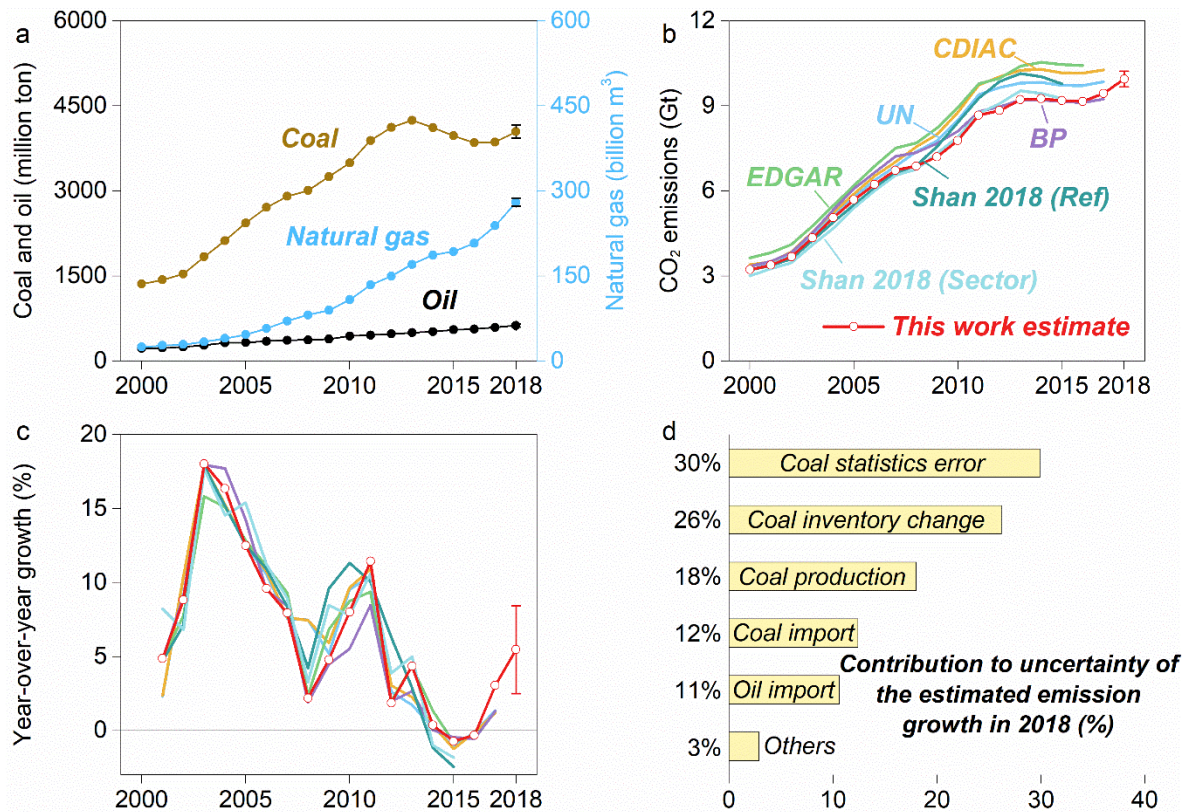 a
6000
4500
3000
1500
0
Coal and oil (million ton)
Coal
Natural gas
Oil
600
450
300
150
0
Natural gas (billion m³)
2000 2005 2010 2015 2018
b
12
9
6
3
0
CO₂ emissions (Gt)
CDIAC
UN
BP
EDGAR
Shan 2018 (Ref)
Shan 2018 (Sector)
This work estimate
2000 2005 2010 2015 2018
c
20
15
10
5
0
Year-over-year growth (%)
2000 2005 2010 2015 2018
d
30% Coal statistics error
26% Coal inventory change
18% Coal production
12% Coal import
11% Oil import
3% Others
Contribution to uncertainty of
the estimated emission
growth in 2018 (%)
0 10 20 30 40